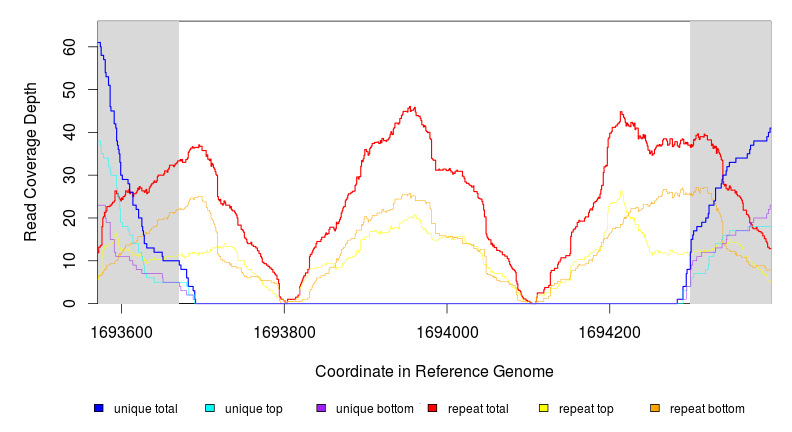 60
50
40
30
20
10
0
Read Coverage Depth
1693600 1693800 1694000 1694200
Coordinate in Reference Genome
unique total unique top unique bottom repeat total repeat top repeat bottom